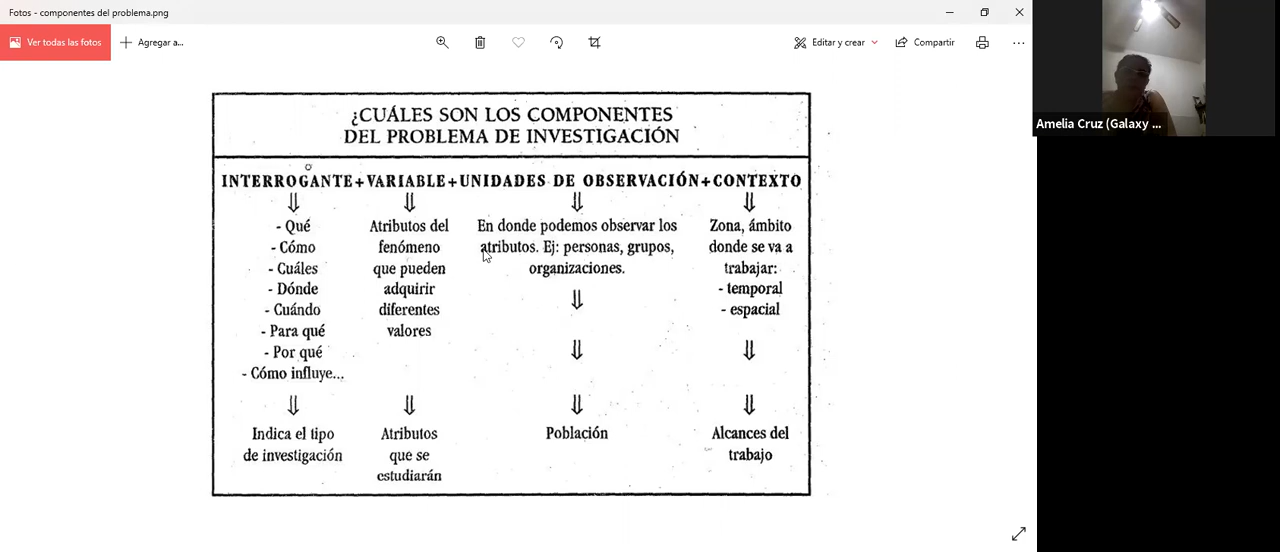 Fotos - componentes del problema.png
Ver todas las fotos
Agregar a...
Editar y crear
Compartir
Amelia Cruz (Galaxy ...
¿CUÁLES SON LOS COMPONENTES
DEL PROBLEMA DE INVESTIGACIÓN
INTERROGANTE+VARIABLE+UNIDADES DE OBSERVACIÓN+CONTEXTO
- Qué
- Cómo
- Cuáles
- Dónde
- Cuándo
- Para qué
- Por qué
- Cómo influye...
Indica el tipo
de investigación
Atributos del
fenómeno
que pueden
adquirir
diferentes
valores
Atributos
que se
estudiarán
En donde podemos observar los
atributos. Ej: personas, grupos,
organizaciones.
Población
Zona, ámbito
donde se va a
trabajar:
- temporal
- espacial
Alcances del
trabajo